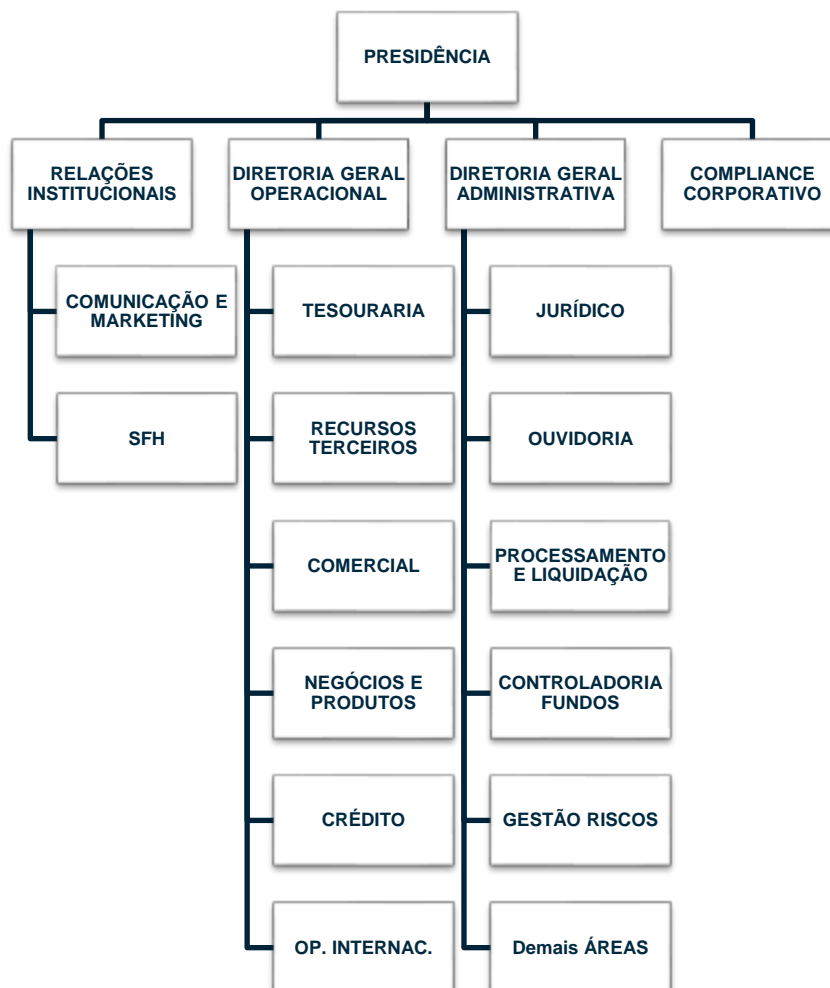 PRESIDÊNCIA
RELAÇÕES
INSTITUCIONAIS
DIRETORIA GERAL
OPERACIONAL
DIRETORIA GERAL
ADMINISTRATIVA
COMPLIANCE
CORPORATIVO
COMUNICAÇÃO E
MARKETING
SFH
TESOURARIA
RECURSOS
TERCEIROS
COMERCIAL
NEGÓCIOS E
PRODUTOS
CRÉDITO
OP. INTERNAC.
JURÍDICO
OUVIDORIA
PROCESSAMENTO
E LIQUIDAÇÃO
CONTROLADORIA
FUNDOS
GESTÃO RISCOS
Demais ÁREAS